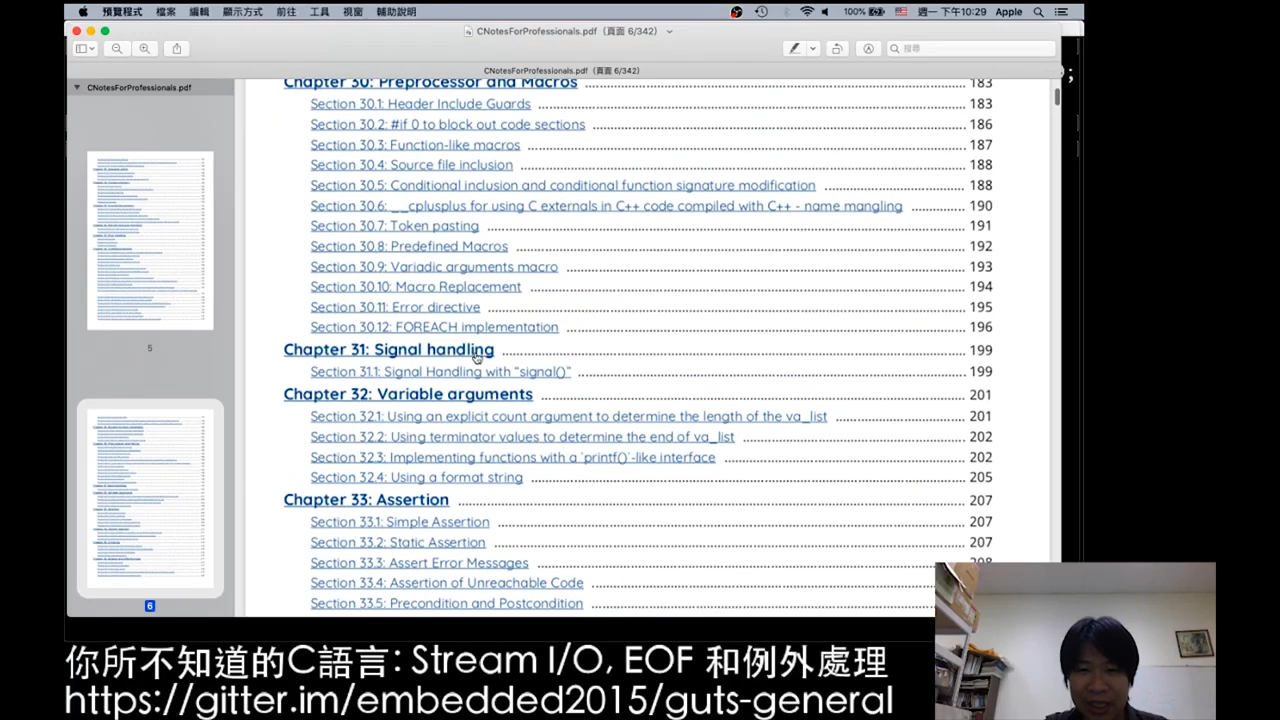 預覽程式 檔案 編輯 顯示方式 前往 工具 視窗 輔助說明 100% 週一 下午10:29 Apple
CNotesForProfessionals.pdf (頁面 6/342)
搜尋
CNotesForProfessionals.pdf (頁面 6/342)
CNotesForProfessionals.pdf
5
6
Chapter 30: Preprocessor and Macros 183
Section 30.1: Header Include Guards 183
Section 30.2: #if 0 to block out code sections 186
Section 30.3: Function-like macros 187
Section 30.4: Source file inclusion 188
Section 30.5: Conditional inclusion and conditional function signature modification 188
Section 30.6: __cplusplus for using C externals in C++ code compiled with C++ - name mangling 190
Section 30.7: Token pasting 191
Section 30.8: Predefined Macros 192
Section 30.9: Variadic arguments macro 193
Section 30.10: Macro Replacement 194
Section 30.11: Error directive 195
Section 30.12: FOREACH implementation 196
Chapter 31: Signal handling 199
Section 31.1: Signal Handling with “signal()” 199
Chapter 32: Variable arguments 201
Section 32.1: Using an explicit count argument to determine the length of the va_list 201
Section 32.2: Using terminator values to determine the end of va_list 202
Section 32.3: Implementing functions with a `printf()`-like interface 202
Section 32.4: Using a format string 205
Chapter 33: Assertion 207
Section 33.1: Simple Assertion 207
Section 33.2: Static Assertion 207
Section 33.3: Assert Error Messages 208
Section 33.4: Assertion of Unreachable Code
Section 33.5: Precondition and Postcondition
;
你所不知道的C語言: Stream I/O, EOF 和例外處理
https://gitter.im/embedded2015/guts-general